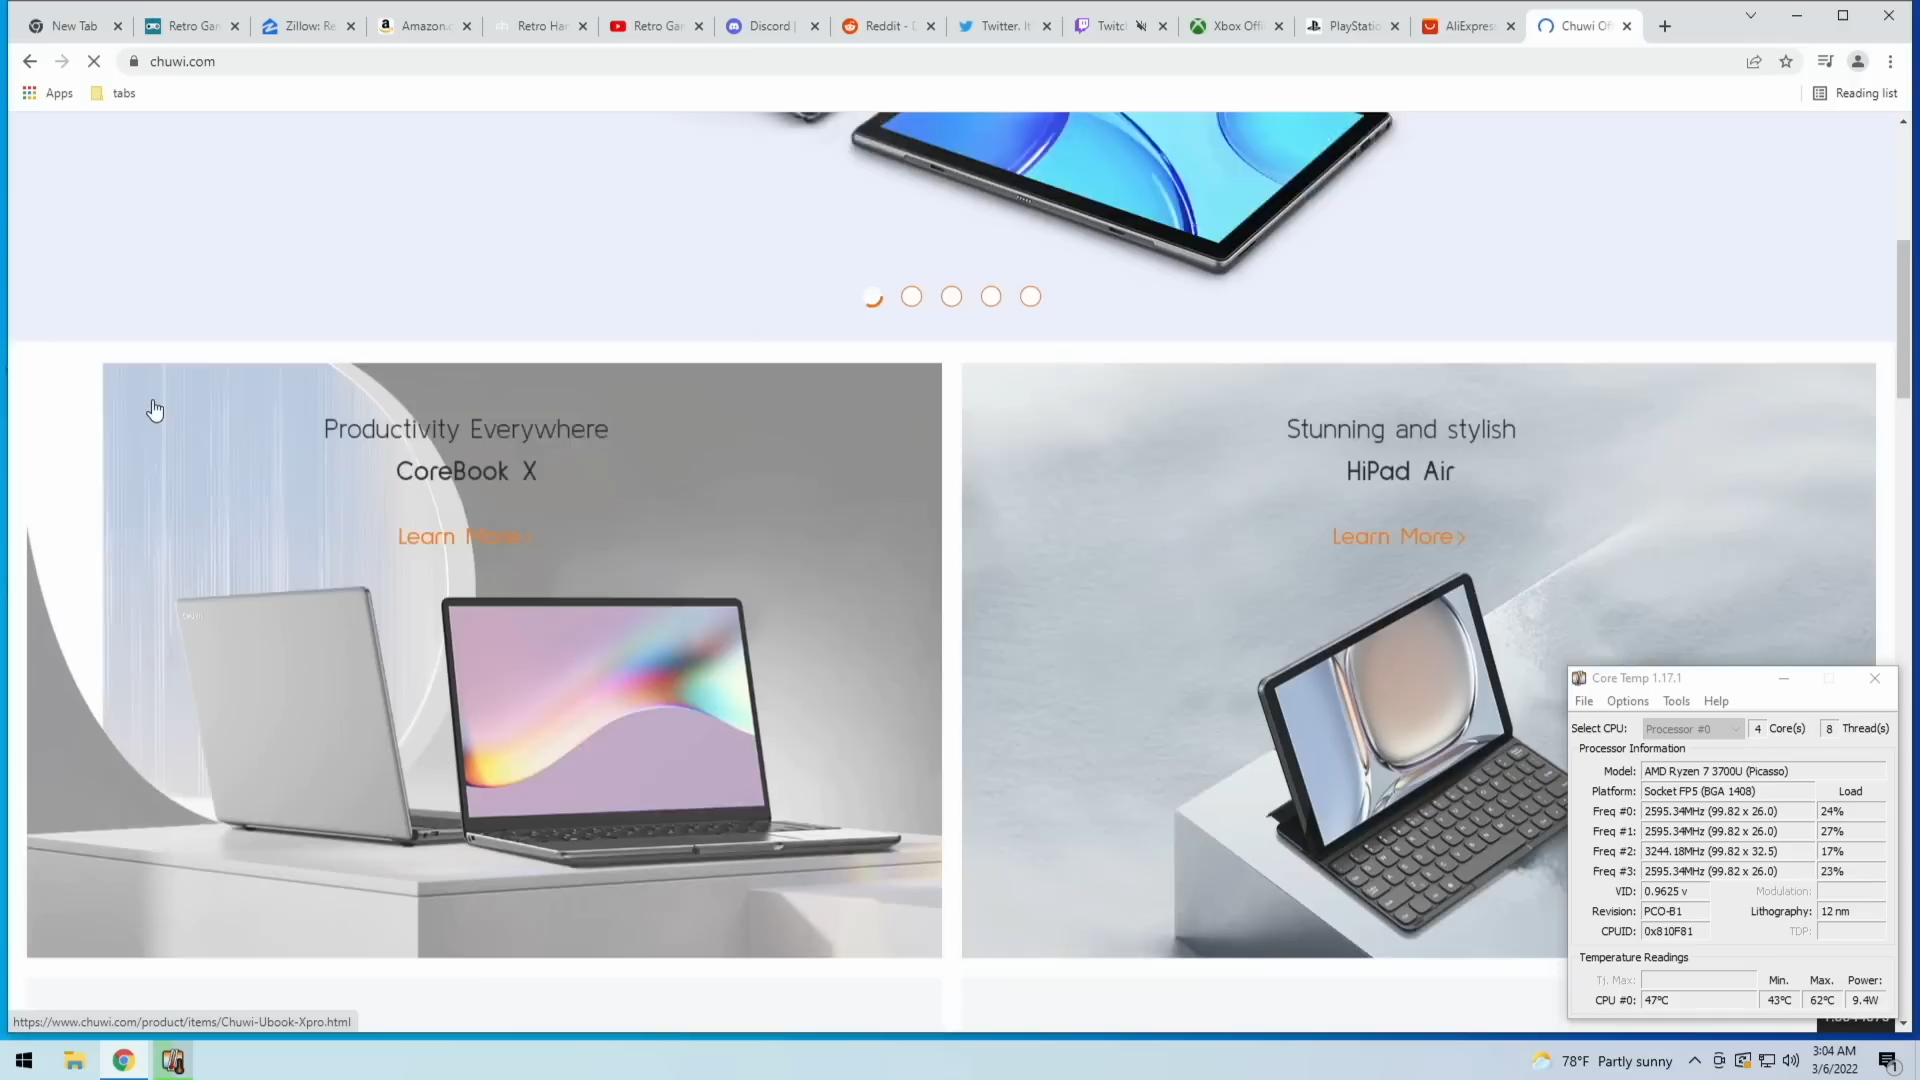 New Tab
Retro Gar
Zillow: Re
Amazon.c
Retro Har
Retro Gar
Discord |
Reddit - D
Twitter. It
Twitch
Xbox Offi
PlayStatio
AliExpress
Chuwi Of
chuwi.com
Apps
tabs
Reading list
Productivity Everywhere
CoreBook X
Learn More>
Stunning and stylish
HiPad Air
Learn More>
CHUWI
Core Temp 1.17.1
File Options Tools Help
Select CPU: Processor #0 4 Core(s) 8 Thread(s)
Processor Information
Model: AMD Ryzen 7 3700U (Picasso)
Platform: Socket FP5 (BGA 1408) Load
Freq #0: 2595.34MHz (99.82 x 26.0) 24%
Freq #1: 2595.34MHz (99.82 x 26.0) 27%
Freq #2: 3244.18MHz (99.82 x 32.5) 17%
Freq #3: 2595.34MHz (99.82 x 26.0) 23%
VID: 0.9625 v Modulation:
Revision: PCO-B1 Lithography: 12 nm
CPUID: 0x810F81 TDP:
Temperature Readings
Tj. Max: Min. Max. Power:
CPU #0: 47°C 43°C 62°C 9.4W
https://www.chuwi.com/product/items/Chuwi-Ubook-Xpro.html
78°F Partly sunny
3:04 AM
3/6/2022
1